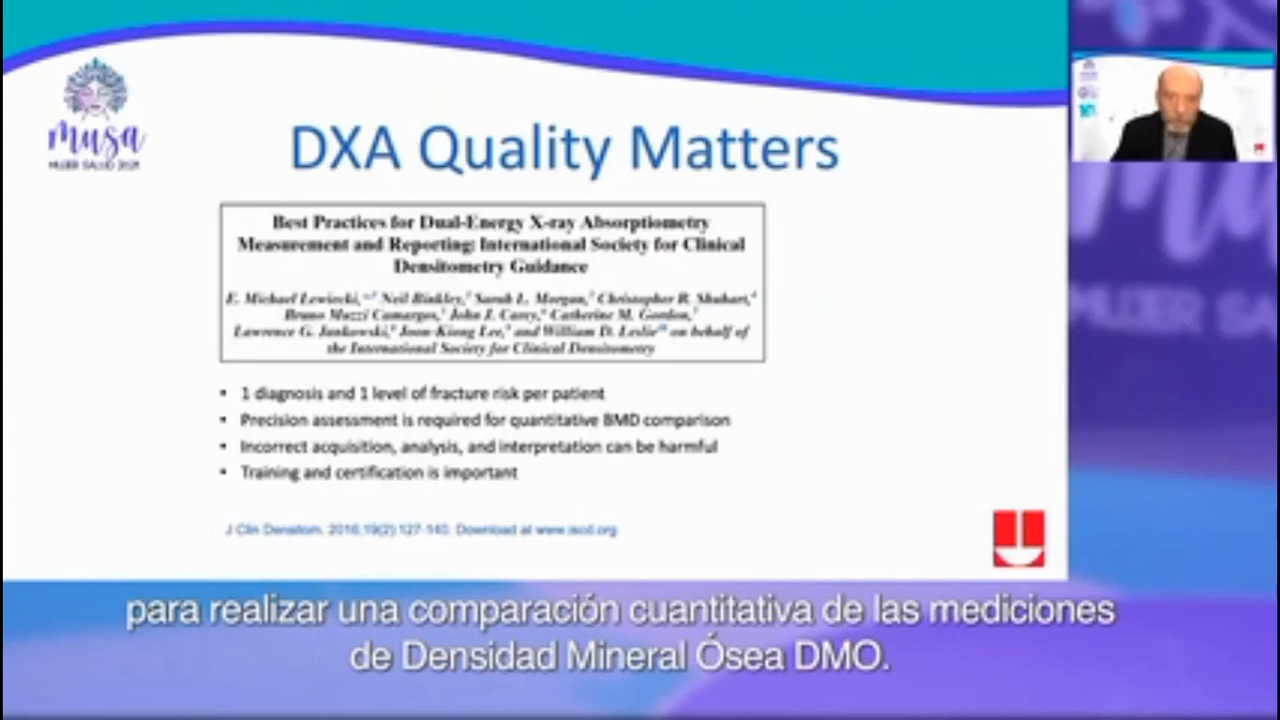 musa
MUJER SALUD 2021
DXA Quality Matters
Best Practices for Dual-Energy X-ray Absorptiometry
Measurement and Reporting: International Society for Clinical
Densitometry Guidance
E. Michael Lewiecki, Neil Binkley, Sarah L. Morgan, Christopher R. Shuhart,
Bruno Muzzi Camargos, John J. Carey, Catherine M. Gordon,
Lawrence G. Jankowski, Joon-Kiong Lee, and William D. Leslie on behalf of
the International Society for Clinical Densitometry
• 1 diagnosis and 1 level of fracture risk per patient
• Precision assessment is required for quantitative BMD comparison
• Incorrect acquisition, analysis, and interpretation can be harmful
• Training and certification is important
J Clin Densitom. 2016;19(2):127-140. Download at www.iscd.org
MUJER SA
para realizar una comparación cuantitativa de las mediciones
de Densidad Mineral Ósea DMO.